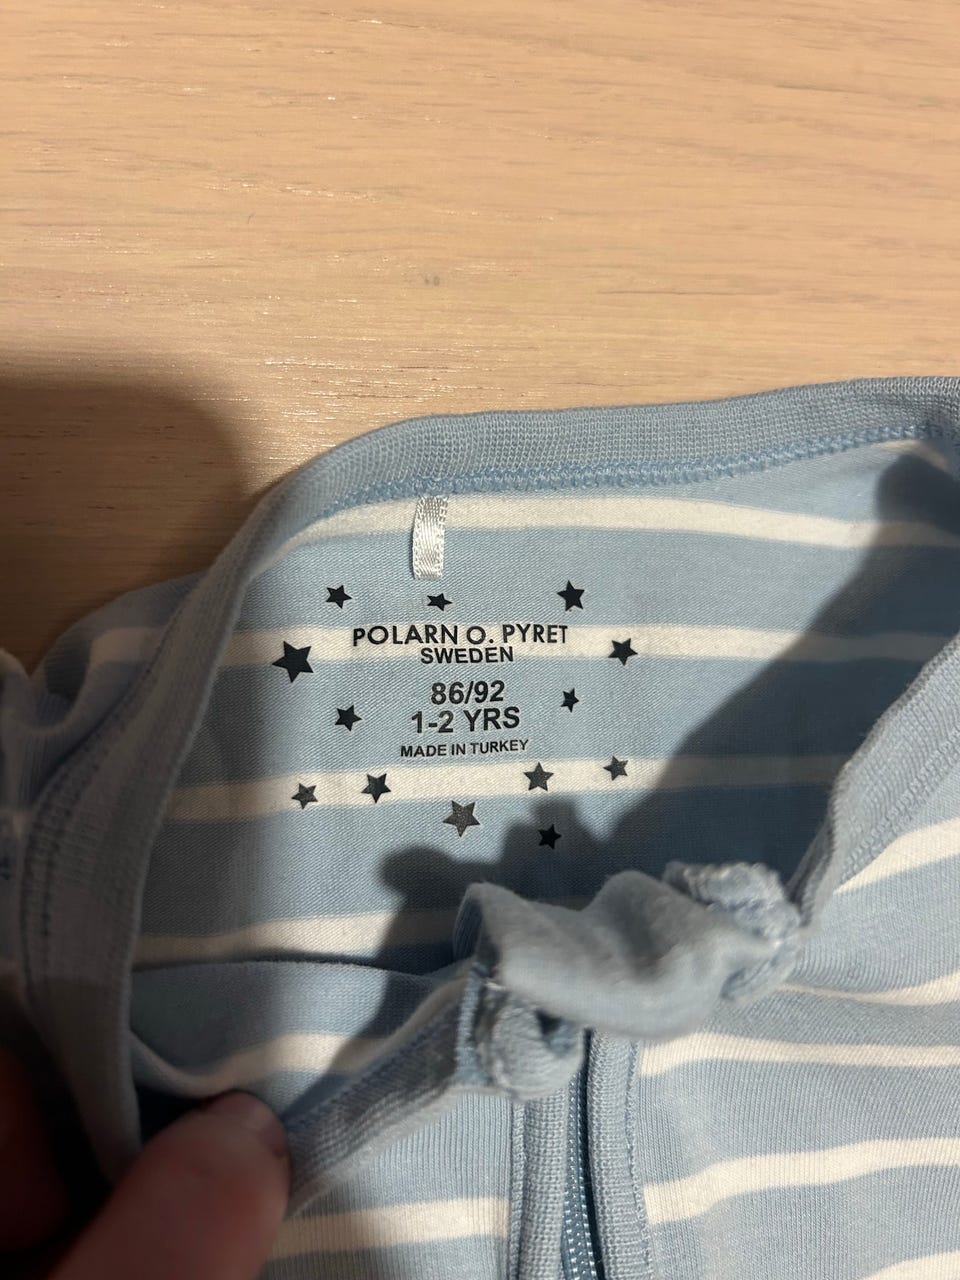 POLARN O. PYRET
SWEDEN
86/92
1-2 YRS
MADE IN TURKEY